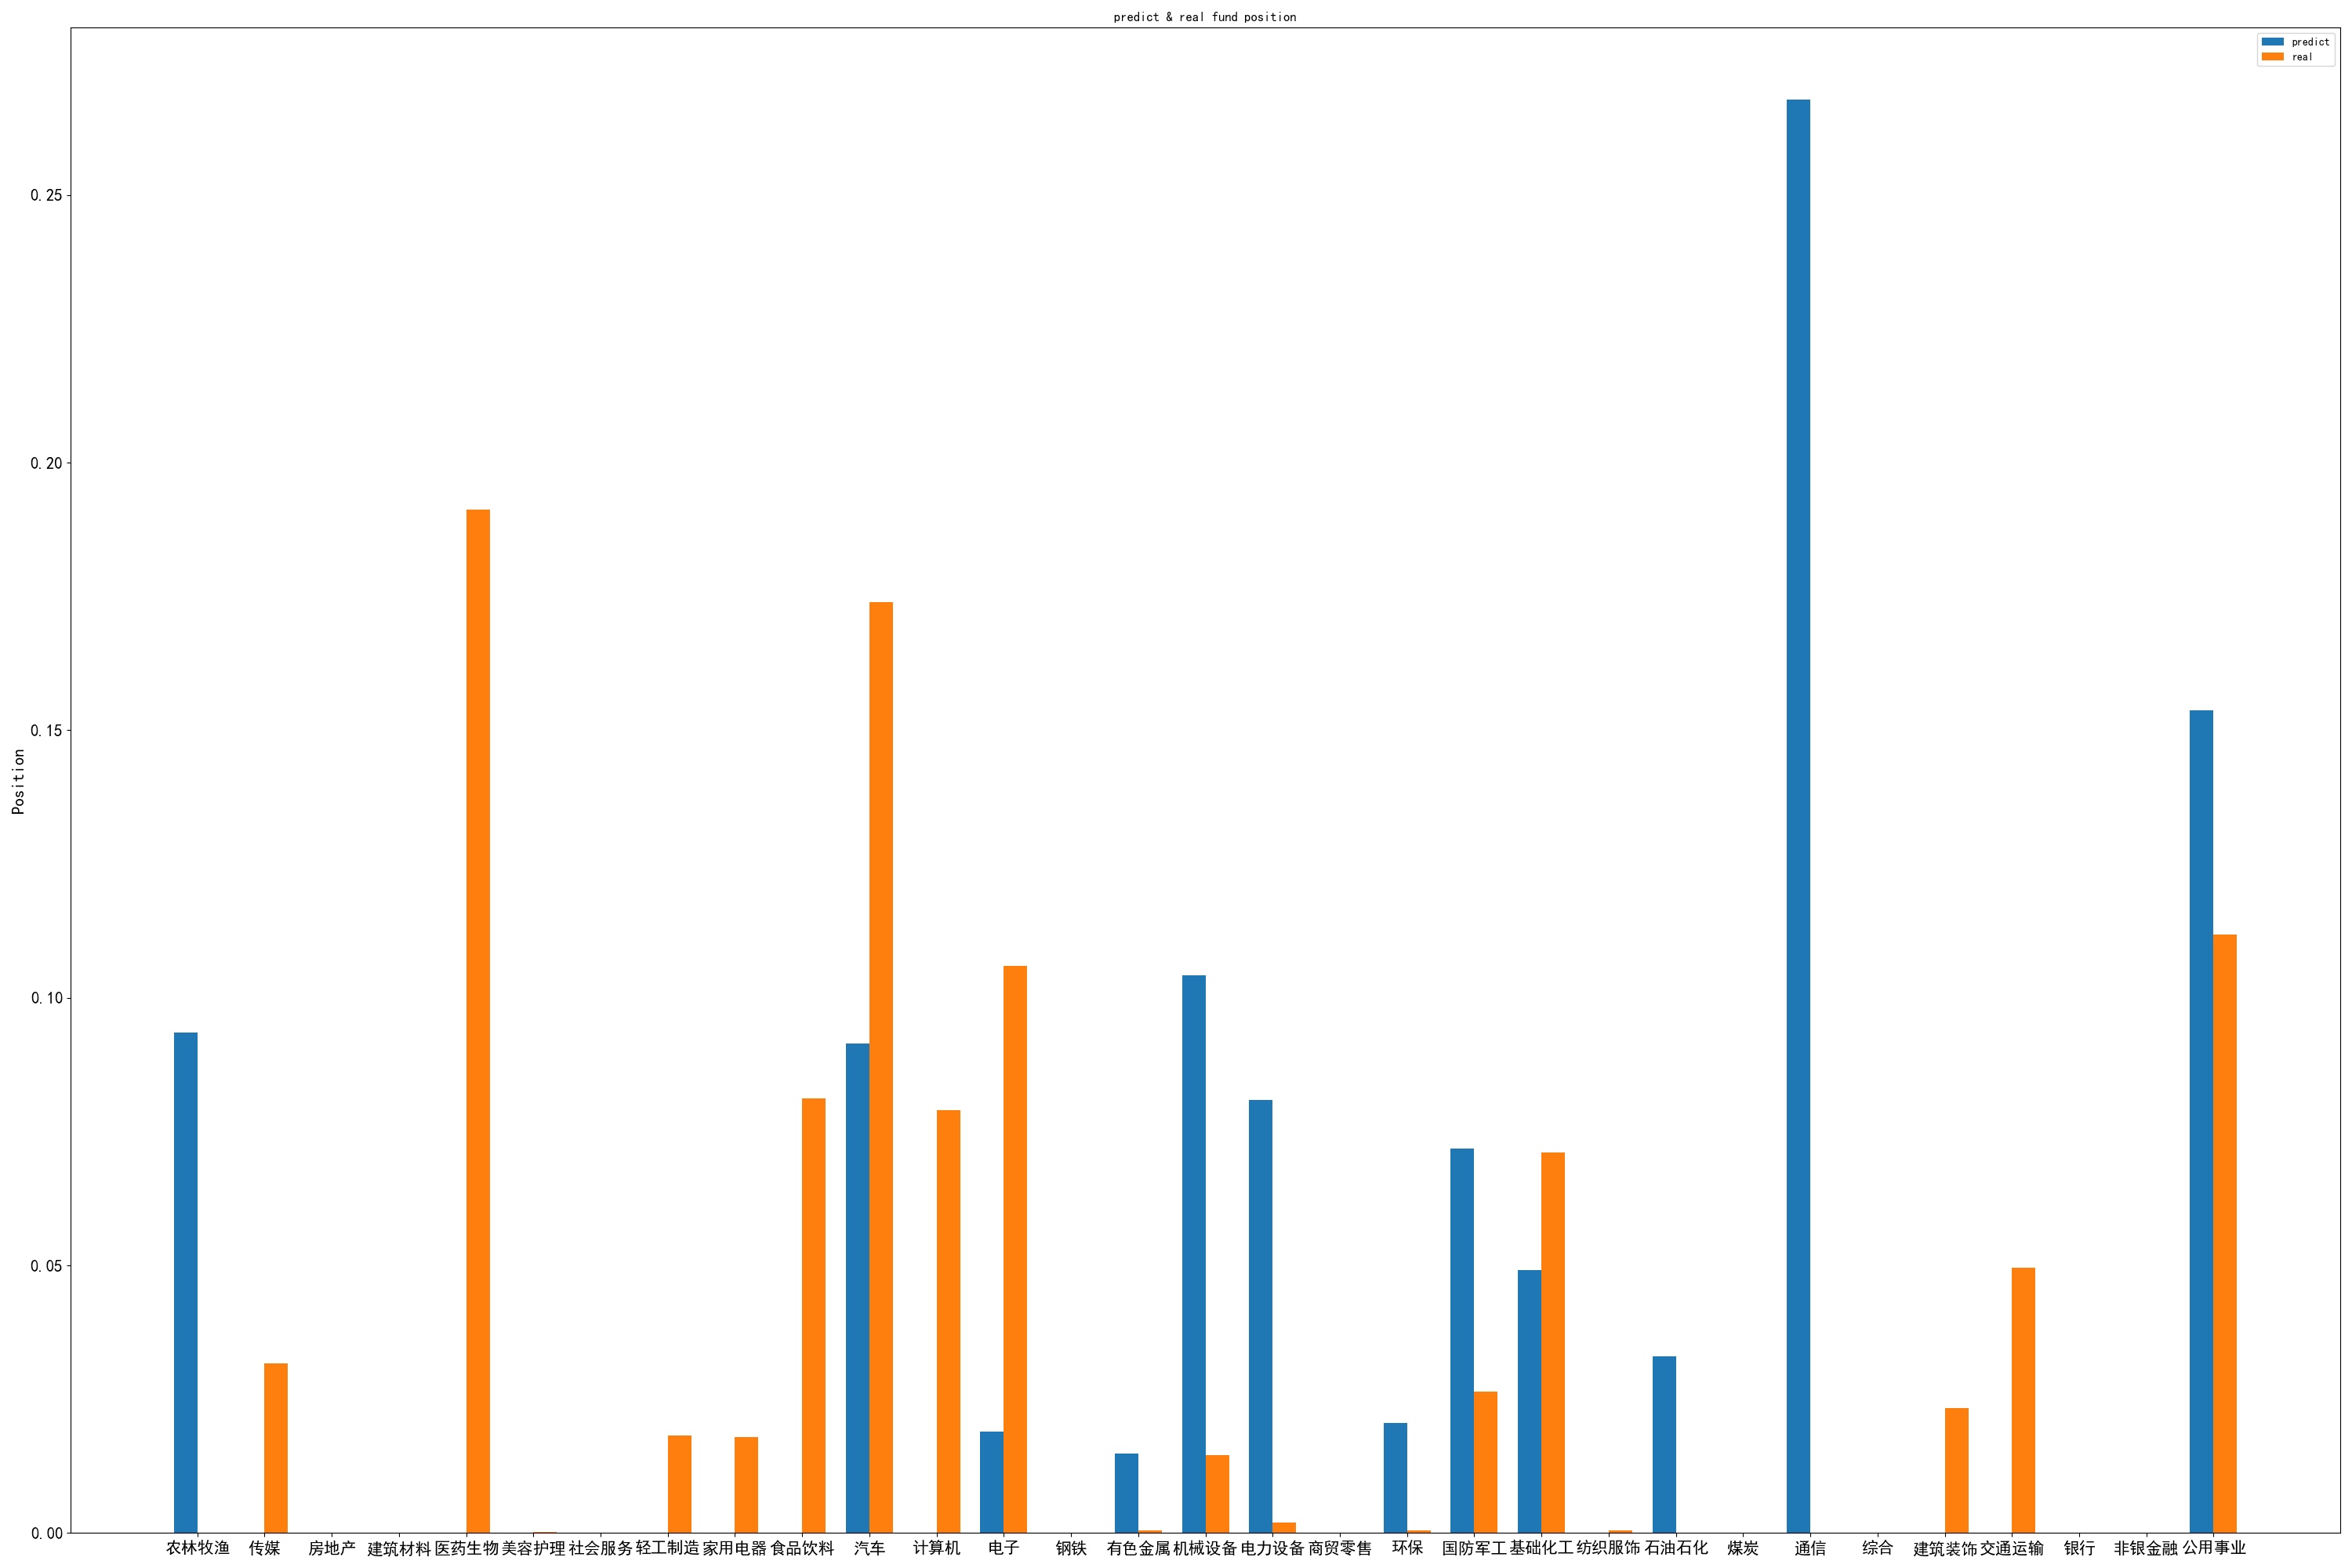 predict & real fund position
predict
real
Position
0.25
0.20
0.15
0.10
0.05
0.00
农林牧渔 传媒 房地产 建筑材料 医药生物 美容护理 社会服务 轻工制造 家用电器 食品饮料 汽车 计算机 电子 钢铁 有色金属 机械设备 电力设备 商贸零售 环保 国防军工 基础化工 纺织服饰 石油石化 煤炭 通信 综合 建筑装饰 交通运输 银行 非银金融 公用事业